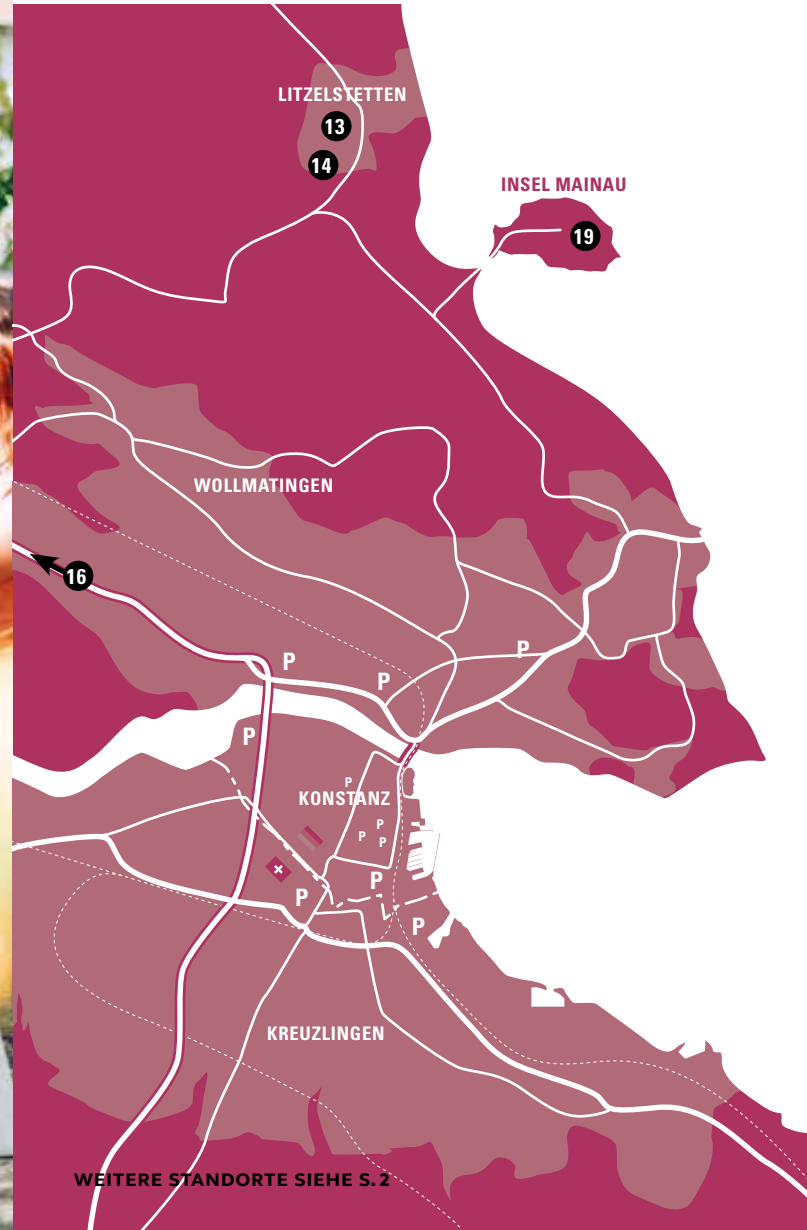 LITZELSTETTEN
13
14
INSEL MAINAU
19
WOLLMATINGEN
16
P
P
P
P
P
KONSTANZ
P
P
P
P
P
P
KREUZLINGEN
WEITERE STANDORTE SIEHE S. 2